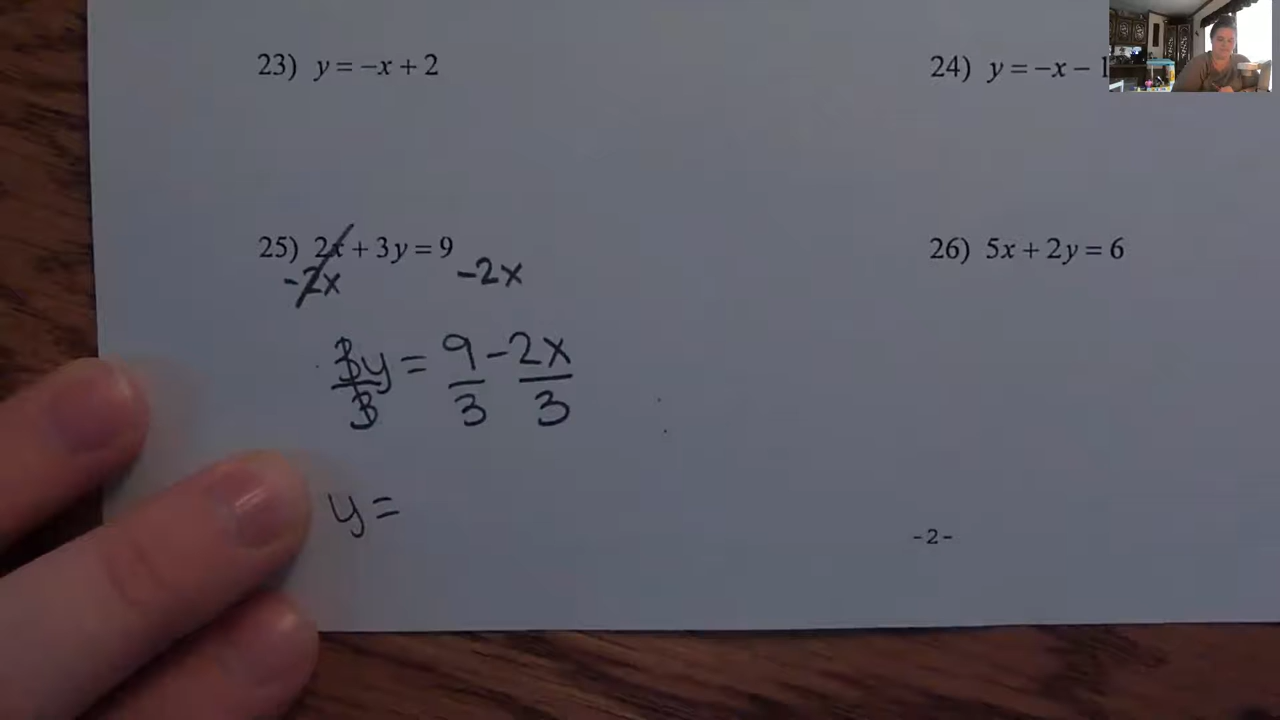 23) y = −x + 2
24) y = −x − 1
25) 2x + 3y = 9
-2x -2x
26) 5x + 2y = 6
3y = 9 - 2x
3 3 3
y =
-2-